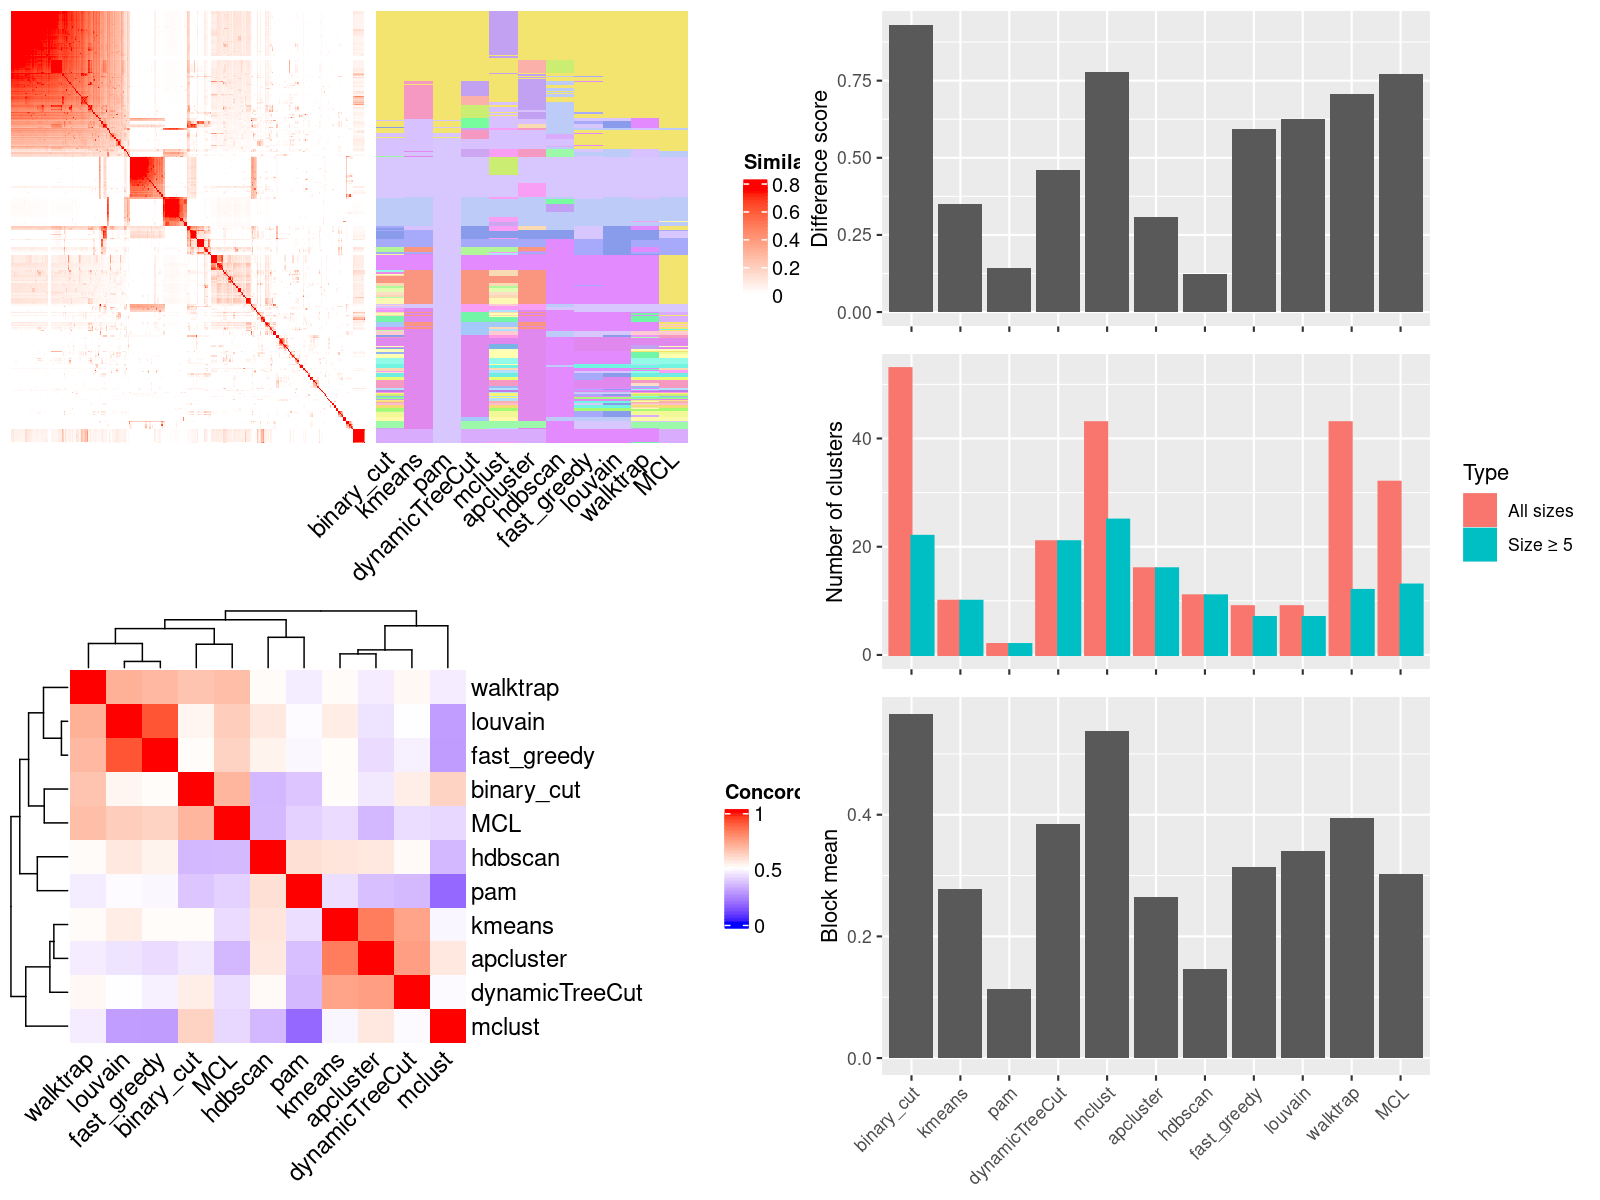 Simila
0.8
0.6
0.4
0.2
0
binary_cut
kmeans
pam
dynamicTreeCut
mclust
apcluster
hdbscan
fast_greedy
louvain
walktrap
MCL
walktrap
louvain
fast_greedy
binary_cut
MCL
hdbscan
pam
kmeans
apcluster
dynamicTreeCut
mclust
walktrap
louvain
fast_greedy
binary_cut
MCL
hdbscan
pam
kmeans
apcluster
dynamicTreeCut
mclust
Concord
1
0.5
0
Difference score
0.75
0.50
0.25
0.00
Number of clusters
40
20
0
Type
All sizes
Size ≥ 5
Block mean
0.4
0.2
0.0
binary_cut
kmeans
pam
dynamicTreeCut
mclust
apcluster
hdbscan
fast_greedy
louvain
walktrap
MCL